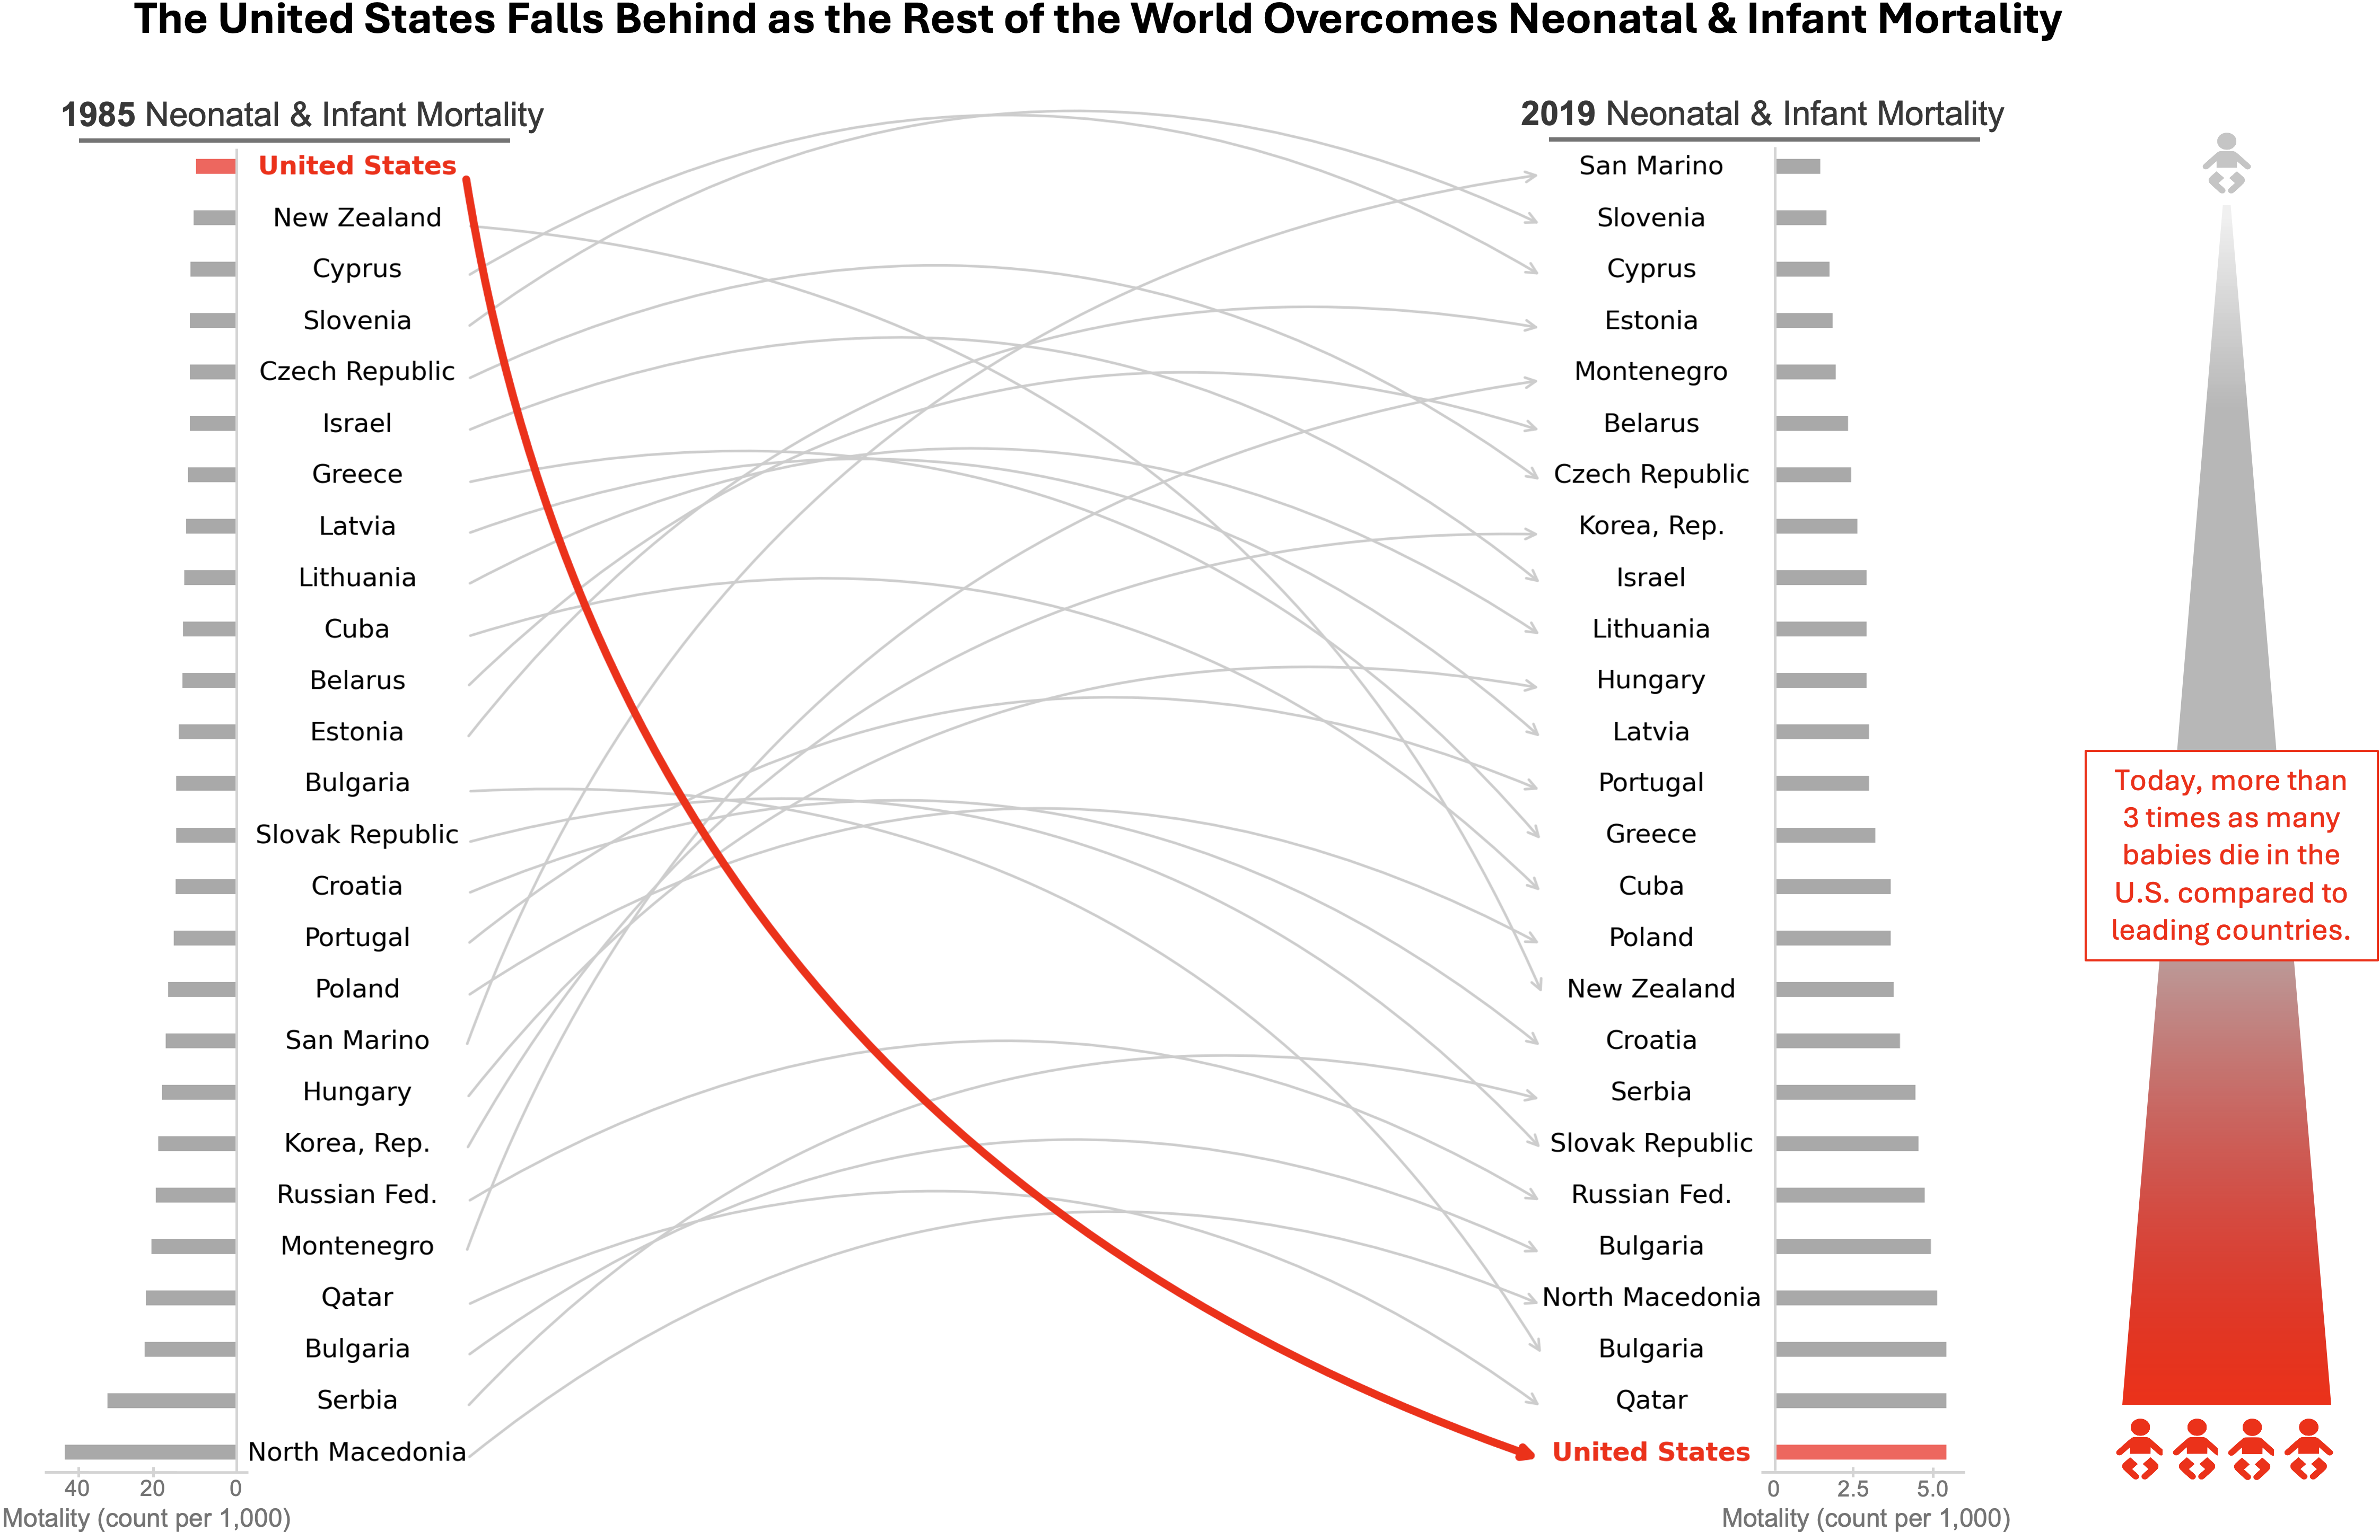 The United States Falls Behind as the Rest of the World Overcomes Neonatal & Infant Mortality
1985 Neonatal & Infant Mortality
United States
New Zealand
Cyprus
Slovenia
Czech Republic
Israel
Greece
Latvia
Lithuania
Cuba
Belarus
Estonia
Bulgaria
Slovak Republic
Croatia
Portugal
Poland
San Marino
Hungary
Korea, Rep.
Russian Fed.
Montenegro
Qatar
Bulgaria
Serbia
North Macedonia
40 20 0
Motality (count per 1,000)
2019 Neonatal & Infant Mortality
San Marino
Slovenia
Cyprus
Estonia
Montenegro
Belarus
Czech Republic
Korea, Rep.
Israel
Lithuania
Hungary
Latvia
Portugal
Greece
Cuba
Poland
New Zealand
Croatia
Serbia
Slovak Republic
Russian Fed.
Bulgaria
North Macedonia
Bulgaria
Qatar
United States
0 2.5 5.0
Motality (count per 1,000)
Today, more than
3 times as many
babies die in the
U.S. compared to
leading countries.